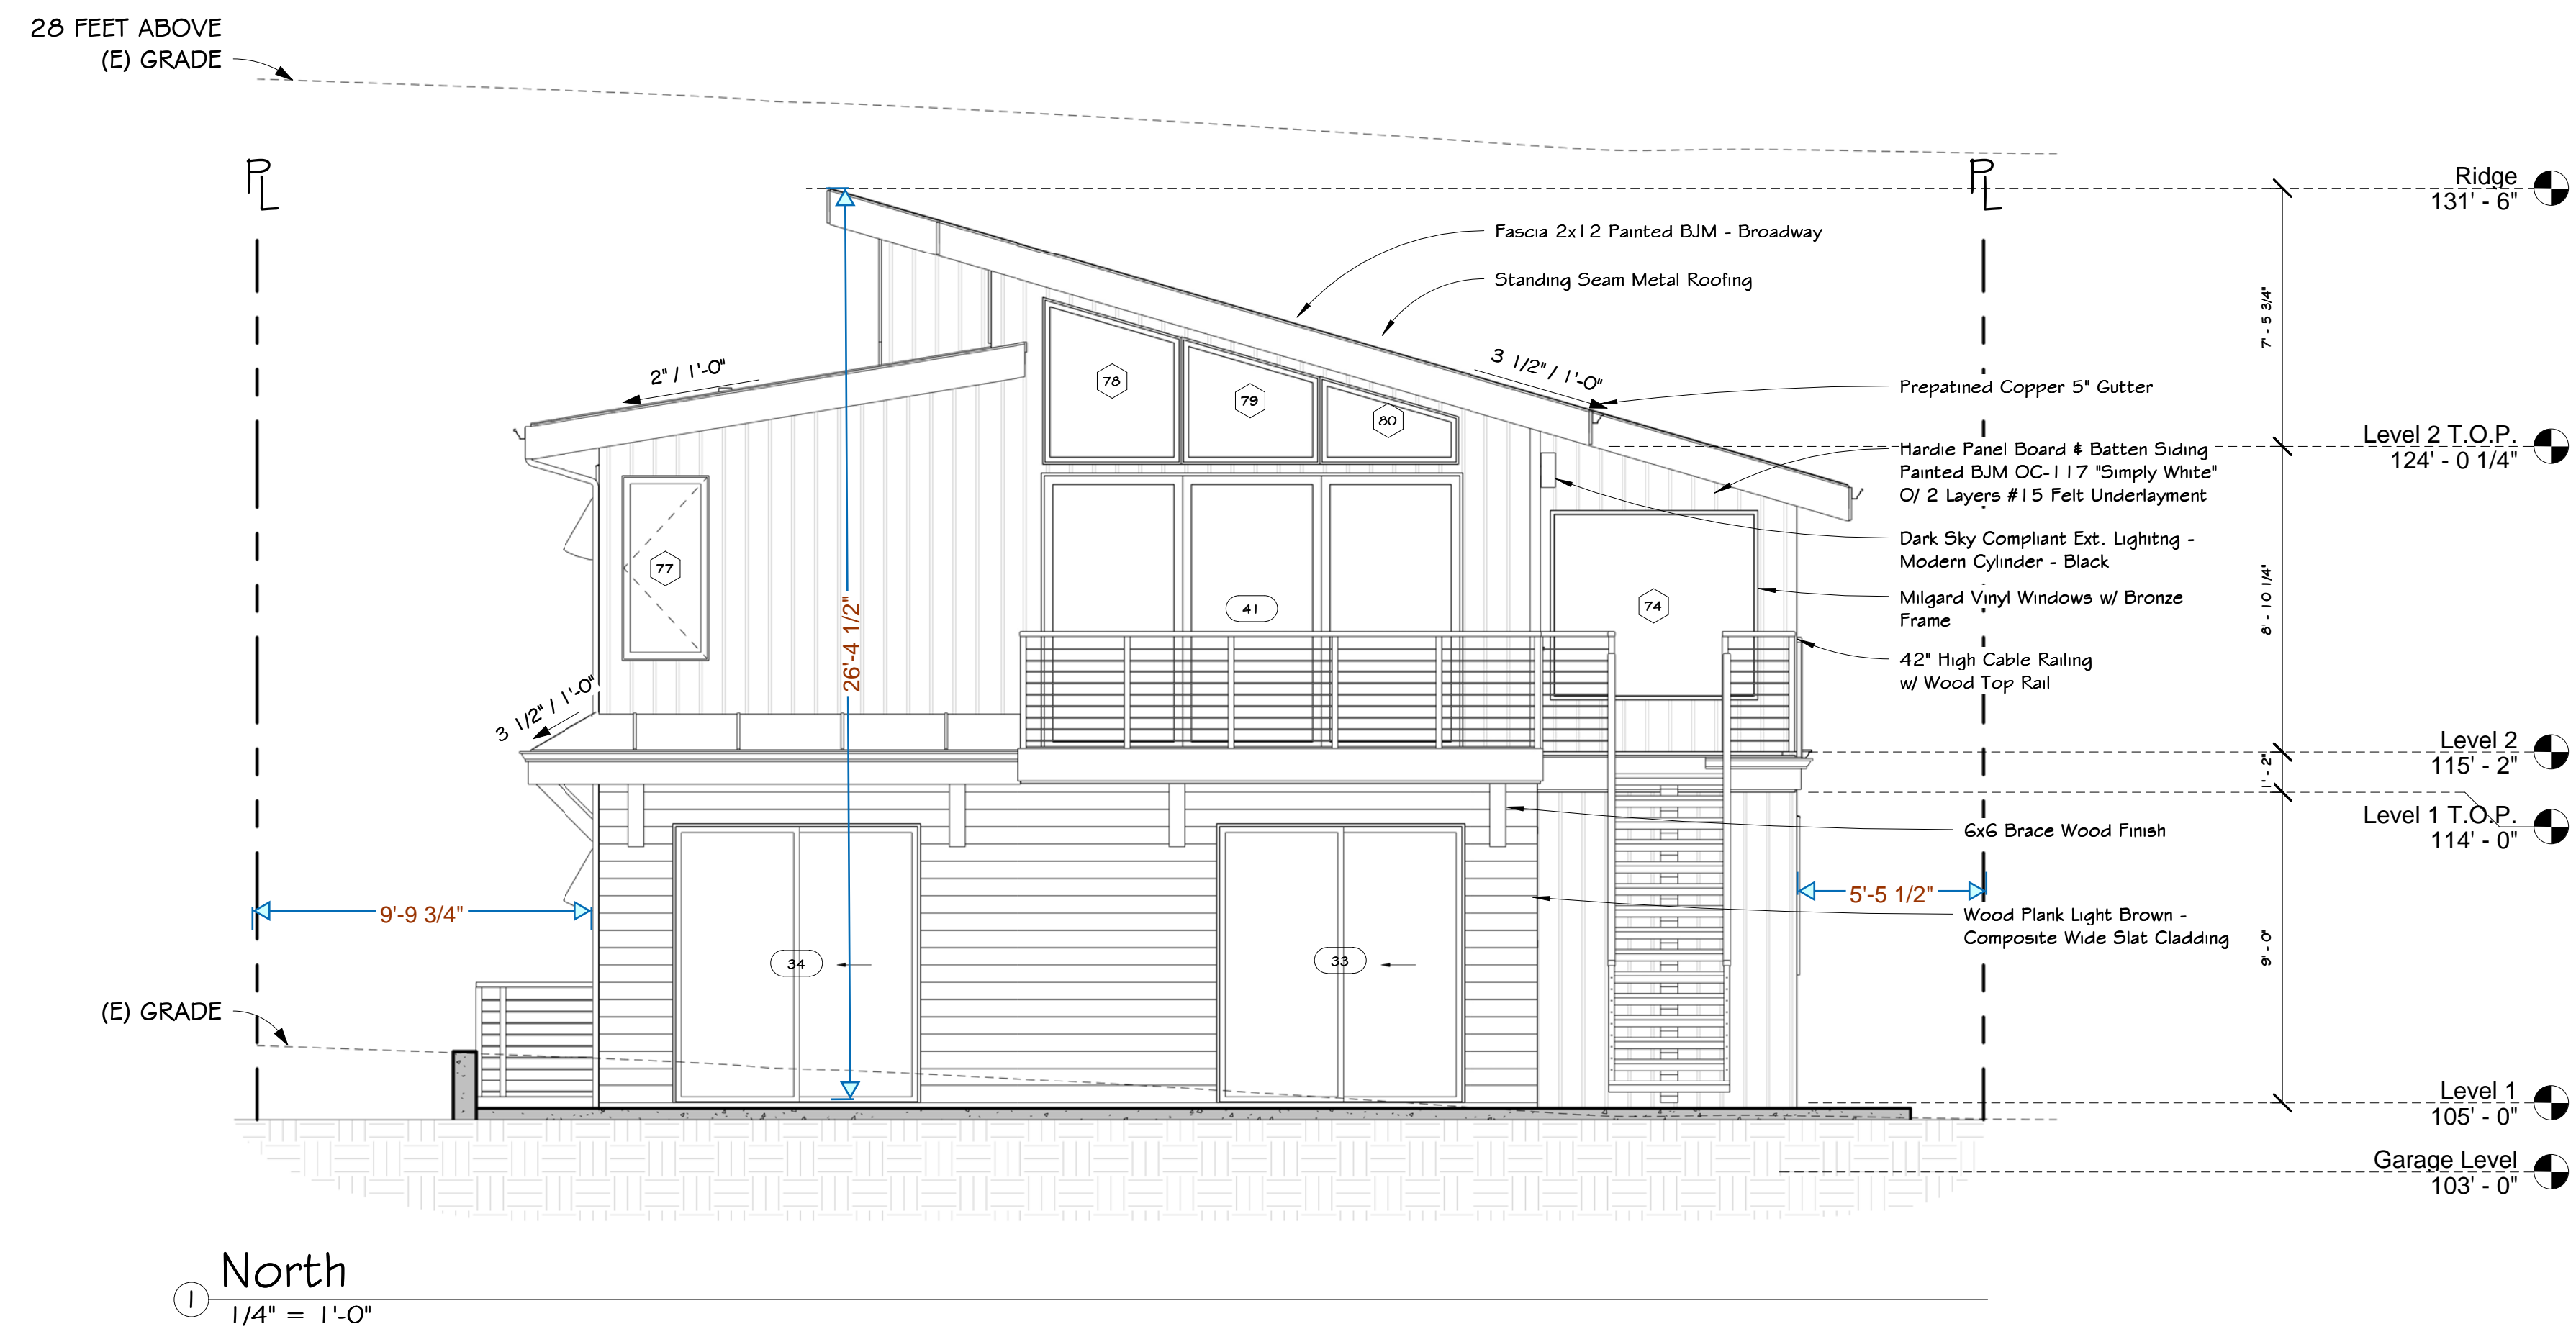 28 FEET ABOVE
(E) GRADE
PL
PL
Ridge
131' - 6"
Fascia 2x12 Painted BJM - Broadway
Standing Seam Metal Roofing
7' - 5 3/4"
2" / 1'-0"
3 1/2" / 1'-0"
78
79
80
Prepatined Copper 5" Gutter
Level 2 T.O.P.
124' - 0 1/4"
Hardie Panel Board & Batten Siding
Painted BJM OC-117 "Simply White"
O/ 2 Layers #15 Felt Underlayment
Dark Sky Compliant Ext. Lighitng -
Modern Cylinder - Black
77
41
74
26'-4 1/2"
Milgard Vinyl Windows w/ Bronze
Frame
8' - 10 1/4"
42" High Cable Railing
w/ Wood Top Rail
3 1/2" / 1'-0"
Level 2
115' - 2"
1' - 2"
Level 1 T.O.P.
114' - 0"
6x6 Brace Wood Finish
9'-9 3/4"
5'-5 1/2"
Wood Plank Light Brown -
Composite Wide Slat Cladding
9' - 0"
34
33
(E) GRADE
Level 1
105' - 0"
Garage Level
103' - 0"
1
North
1/4" = 1'-0"